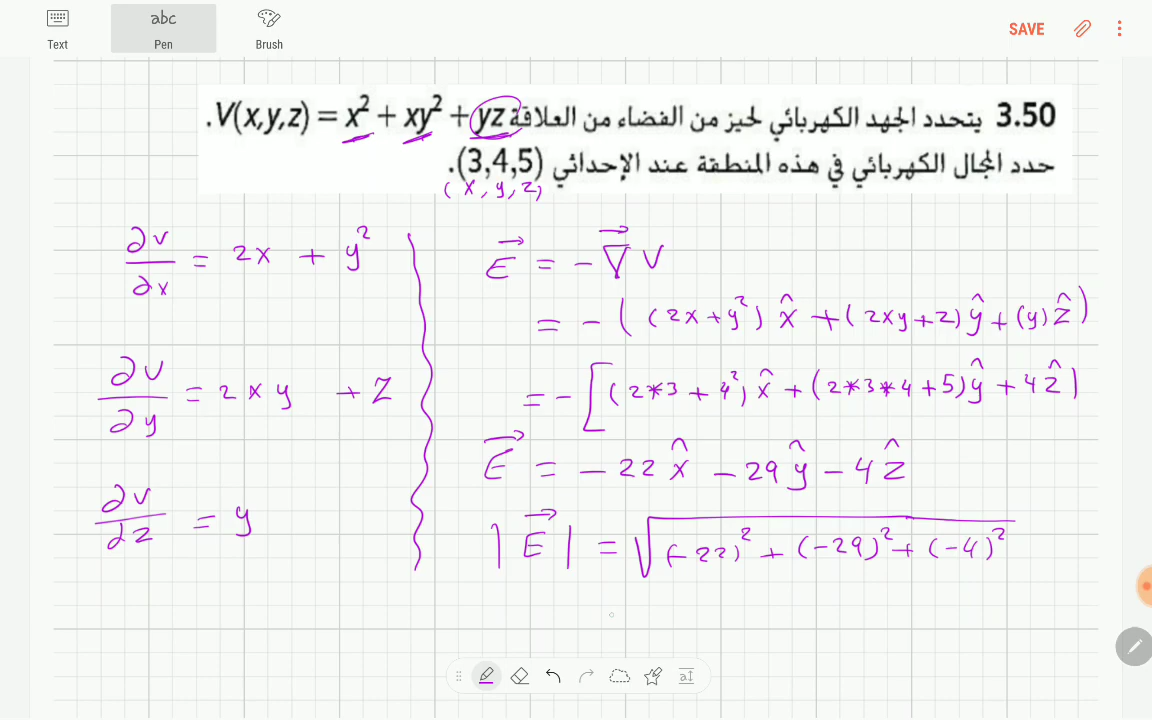 Text
abc
Pen
Brush
SAVE
3.50 يتحدد الجهد الكهربائي لحيز من الفضاء من العلاقة V(x,y,z) = x² + xy² + yz.
حدد المجال الكهربائي في هذه المنطقة عند الإحداثي (3,4,5).
(x, y, z)
∂V/∂x = 2x + y²
∂V/∂y = 2xy + z
∂V/∂z = y
E⃗ = -∇⃗V
= -((2x+y²) x̂ + (2xy+z) ŷ + (y) ẑ)
= -[(2*3 + 4²) x̂ + (2*3*4 + 5) ŷ + 4 ẑ)
E⃗ = -22 x̂ - 29 ŷ - 4 ẑ
|E⃗| = √((-22)² + (-29)² + (-4)²